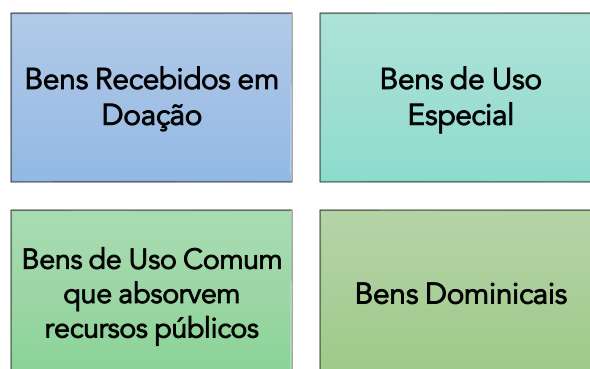 Bens Recebidos em
Doação
Bens de Uso
Especial
Bens de Uso Comum
que absorvem
recursos públicos
Bens Dominicais